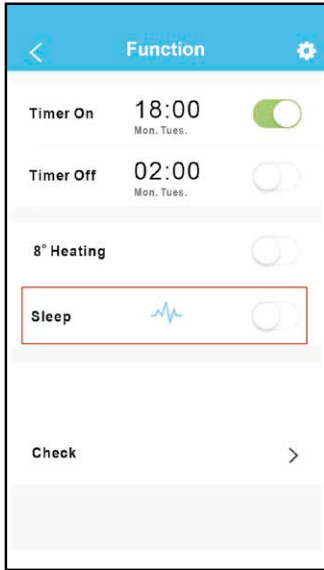 Function
Timer On 18:00
Mon. Tues.
Timer Off 02:00
Mon. Tues.
8° Heating
Sleep
Check